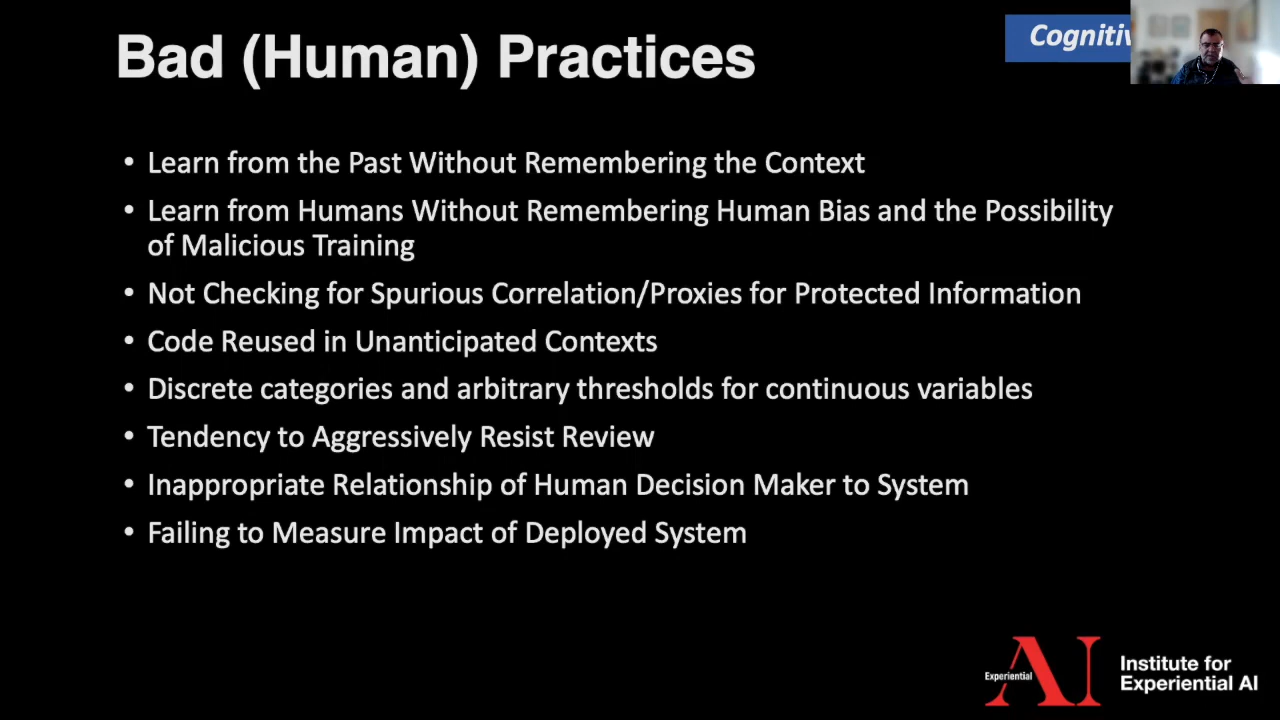 Bad (Human) Practices
• Learn from the Past Without Remembering the Context
• Learn from Humans Without Remembering Human Bias and the Possibility
of Malicious Training
• Not Checking for Spurious Correlation/Proxies for Protected Information
• Code Reused in Unanticipated Contexts
• Discrete categories and arbitrary thresholds for continuous variables
• Tendency to Aggressively Resist Review
• Inappropriate Relationship of Human Decision Maker to System
• Failing to Measure Impact of Deployed System
Experiential
AI
Institute for
Experiential AI